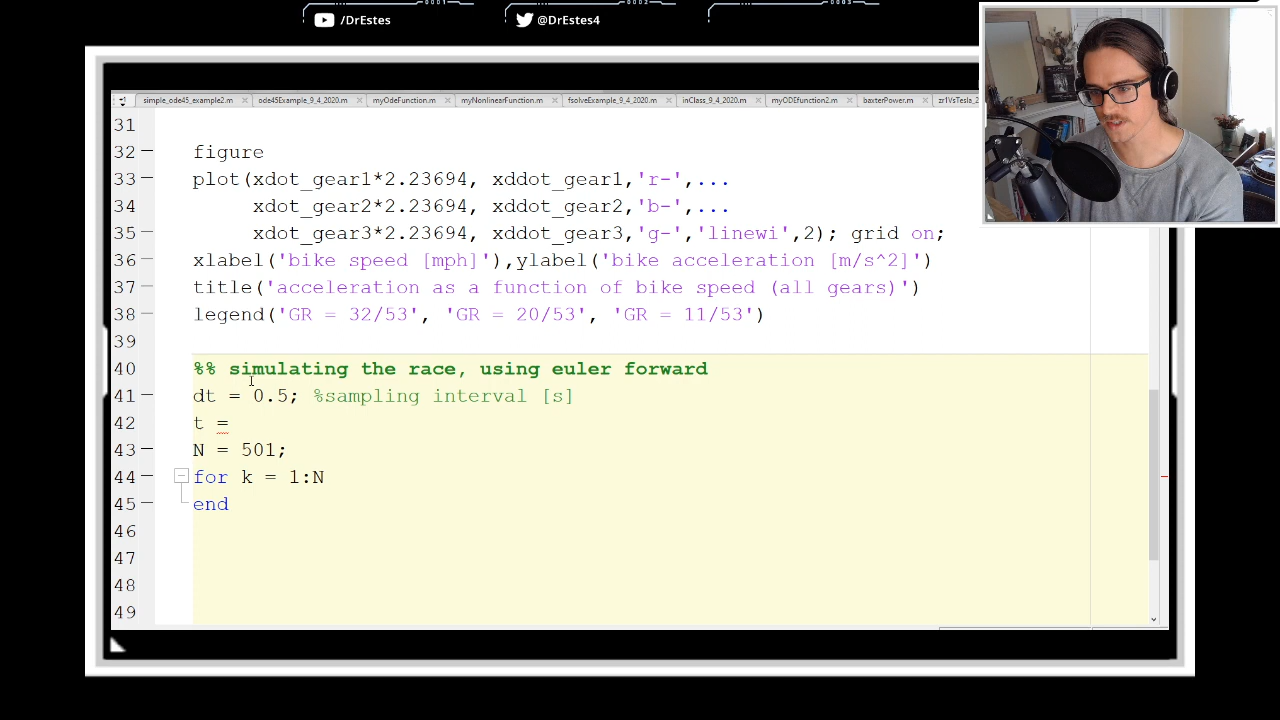 0001
0002
0003
/DrEstes
@DrEstes4
simple_ode45_example2.m
ode45Example_9_4_2020.m
myOdeFunction.m
myNonlinearFunction.m
fsolveExample_9_4_2020.m
inClass_9_4_2020.m
myODEfunction2.m
baxterPower.m
zr1VsTesla_2
31
32 figure
33 plot(xdot_gear1*2.23694, xddot_gear1,'r-',...
34 xdot_gear2*2.23694, xddot_gear2,'b-',...
35 xdot_gear3*2.23694, xddot_gear3,'g-','linewi',2); grid on;
36 xlabel('bike speed [mph]'),ylabel('bike acceleration [m/s^2]')
37 title('acceleration as a function of bike speed (all gears)')
38 legend('GR = 32/53', 'GR = 20/53', 'GR = 11/53')
39
40 %% simulating the race, using euler forward
41 dt = 0.5; %sampling interval [s]
42 t =
43 N = 501;
44 for k = 1:N
45 end
46
47
48
49